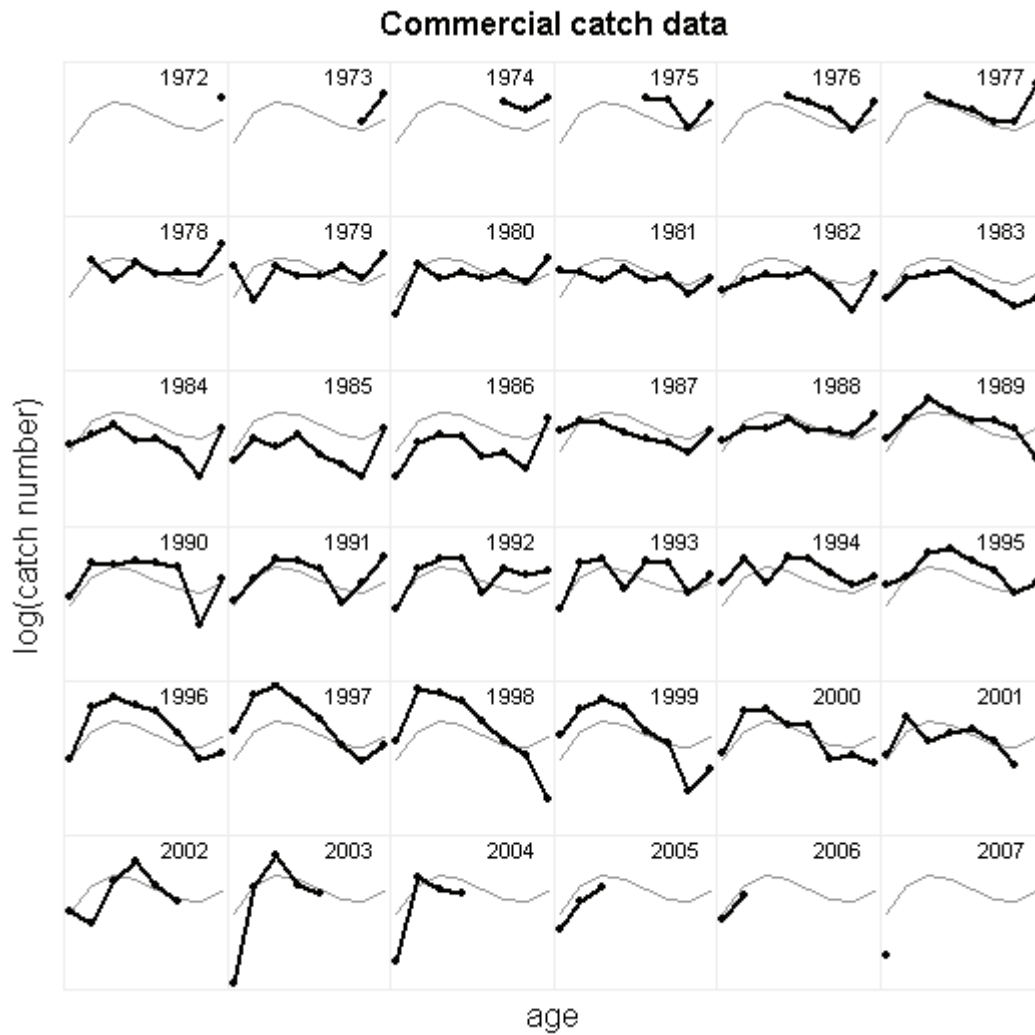 Commercial catch data
1972 1973 1974 1975 1976 1977
1978 1979 1980 1981 1982 1983
1984 1985 1986 1987 1988 1989
log(catch number)
1990 1991 1992 1993 1994 1995
1996 1997 1998 1999 2000 2001
2002 2003 2004 2005 2006 2007
age